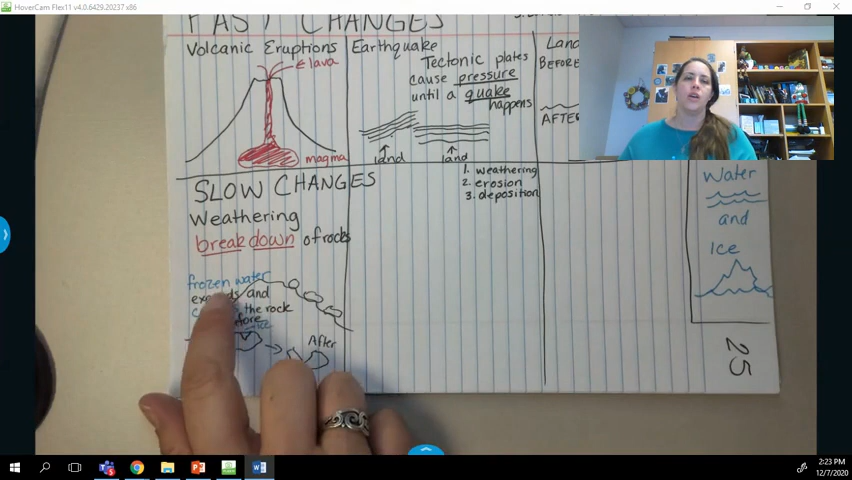 HoverCam Flex11 v4.0.6429.20237 x86
FAST CHANGES
Volcanic Eruptions
lava
magma
Earthquake
Tectonic plates
cause pressure
until a quake
happens
land
land
Land
BEFORE
AFTER
SLOW CHANGES
1. weathering
2. erosion
3. deposition
Weathering
breakdown of rocks
frozen water
and
the rock
ice
After
Water
and
Ice
25
2:23 PM
12/7/2020